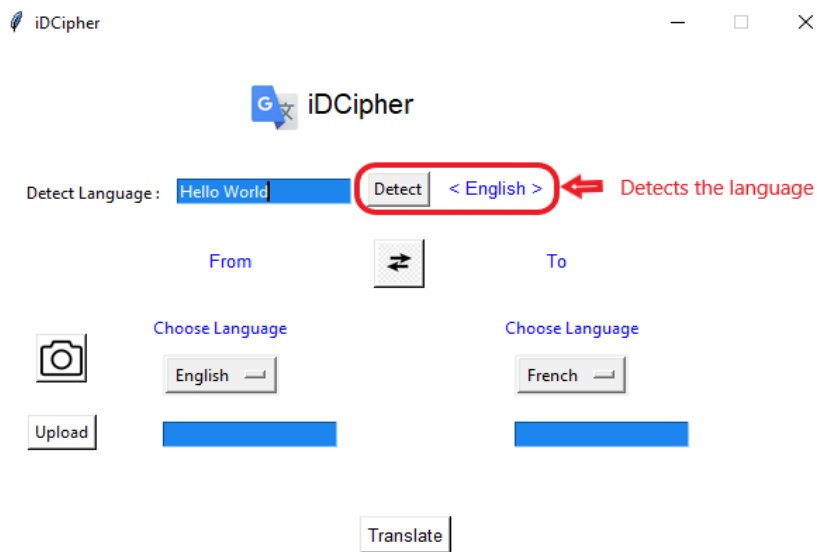 iDCipher
G 文 iDCipher
Detect Language : Hello World Detect < English > Detects the language
From To
Choose Language Choose Language
English French
Upload
Translate